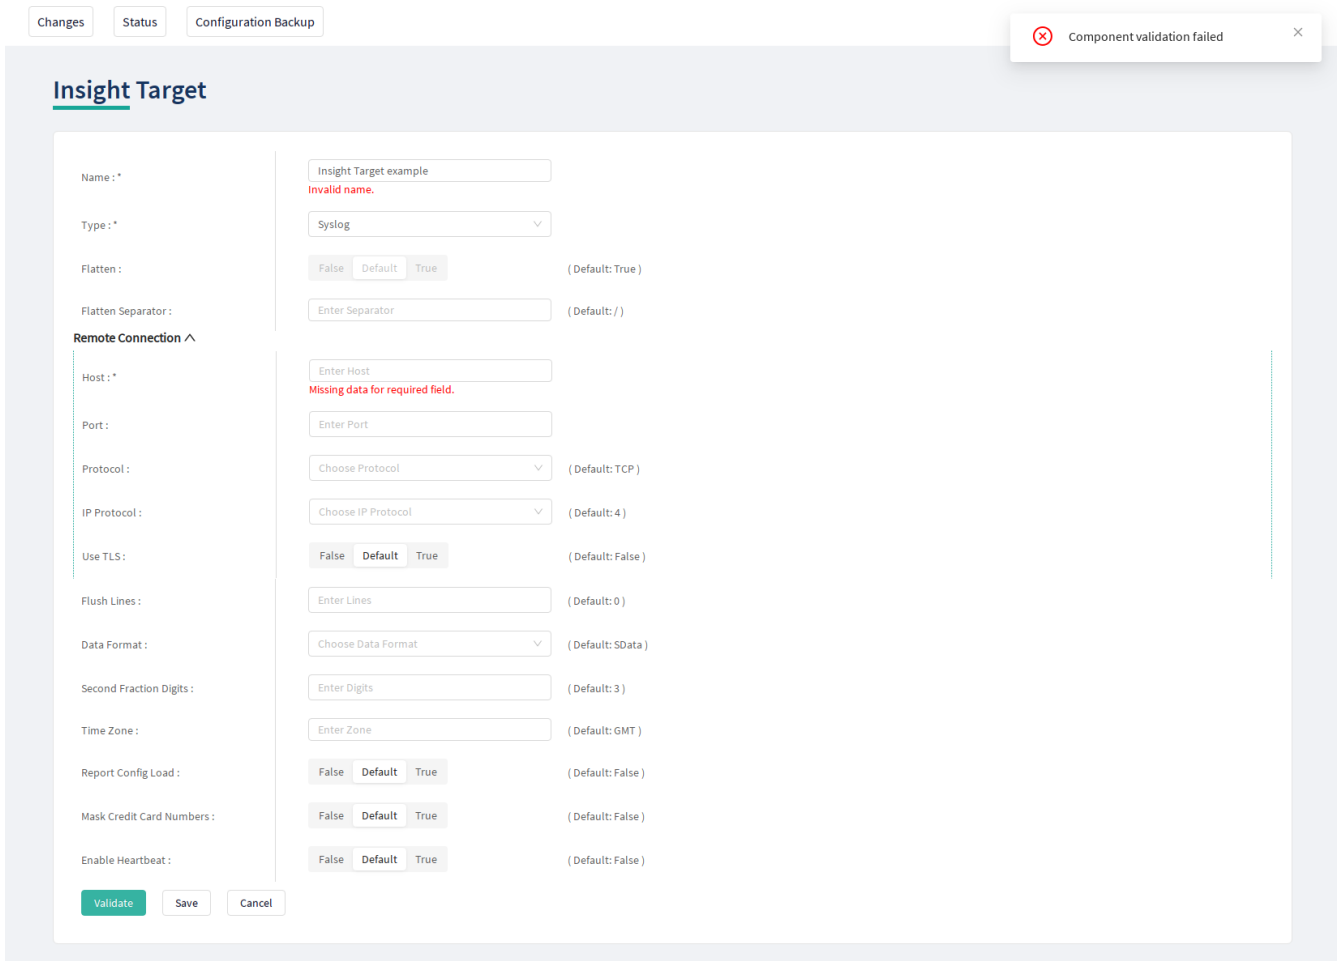 Changes Status Configuration Backup
Component validation failed
Insight Target
Name : * Insight Target example
Invalid name.
Type : * Syslog
Flatten : False Default True ( Default: True )
Flatten Separator : Enter Separator ( Default: / )
Remote Connection
Host : * Enter Host
Missing data for required field.
Port : Enter Port
Protocol : Choose Protocol ( Default: TCP )
IP Protocol : Choose IP Protocol ( Default: 4 )
Use TLS : False Default True ( Default: False )
Flush Lines : Enter Lines ( Default: 0 )
Data Format : Choose Data Format ( Default: SData )
Second Fraction Digits : Enter Digits ( Default: 3 )
Time Zone : Enter Zone ( Default: GMT )
Report Config Load : False Default True ( Default: False )
Mask Credit Card Numbers : False Default True ( Default: False )
Enable Heartbeat : False Default True ( Default: False )
Validate Save Cancel